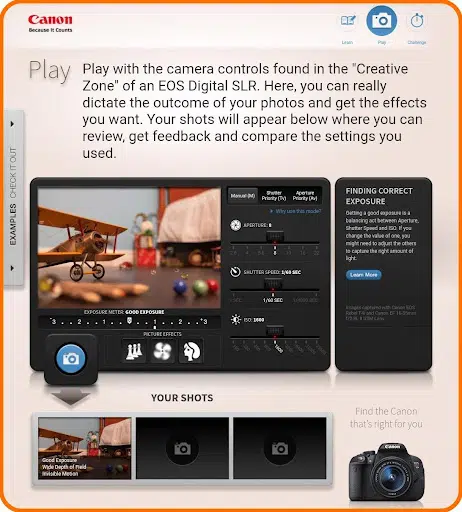 Canon
Because it Counts
Learn
Play
Challenge
Play
Play with the camera controls found in the "Creative
Zone" of an EOS Digital SLR. Here, you can really
dictate the outcome of your photos and get the effects
you want. Your shots will appear below where you can
review, get feedback and compare the settings you
used.
EXAMPLES CHECK IT OUT
Manual (M)
Shutter
Priority (Tv)
Aperture
Priority (Av)
Why use this mode?
APERTURE: 8
SHUTTER SPEED: 1/60 SEC
1/60 SEC
ISO: 1600
1600
EXPOSURE METER: GOOD EXPOSURE
3 . . 2 . . 1 . . . . 1 . . 2 . . 3
PICTURE EFFECTS
FINDING CORRECT
EXPOSURE
Getting a good exposure is a
balancing act between Aperture,
Shutter Speed and ISO. If you
change the value of one, you
might need to adjust the others
to capture the right amount of
light.
Learn More
YOUR SHOTS
Good Exposure
Wide Depth of Field
Invisible Motion
Find the Canon
that's right for you
Canon